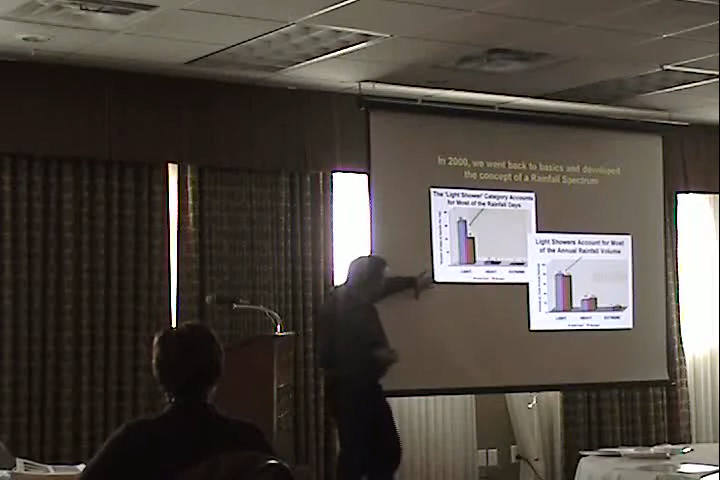 In 2000, we went back to basics and developed
the concept of a Rainfall Spectrum
The 'Light Shower' Category Accounts
for Most of the Rainfall Days
LIGHT HEAVY EXTREME
Light Showers Account for Most
of the Annual Rainfall Volume
LIGHT HEAVY EXTREME